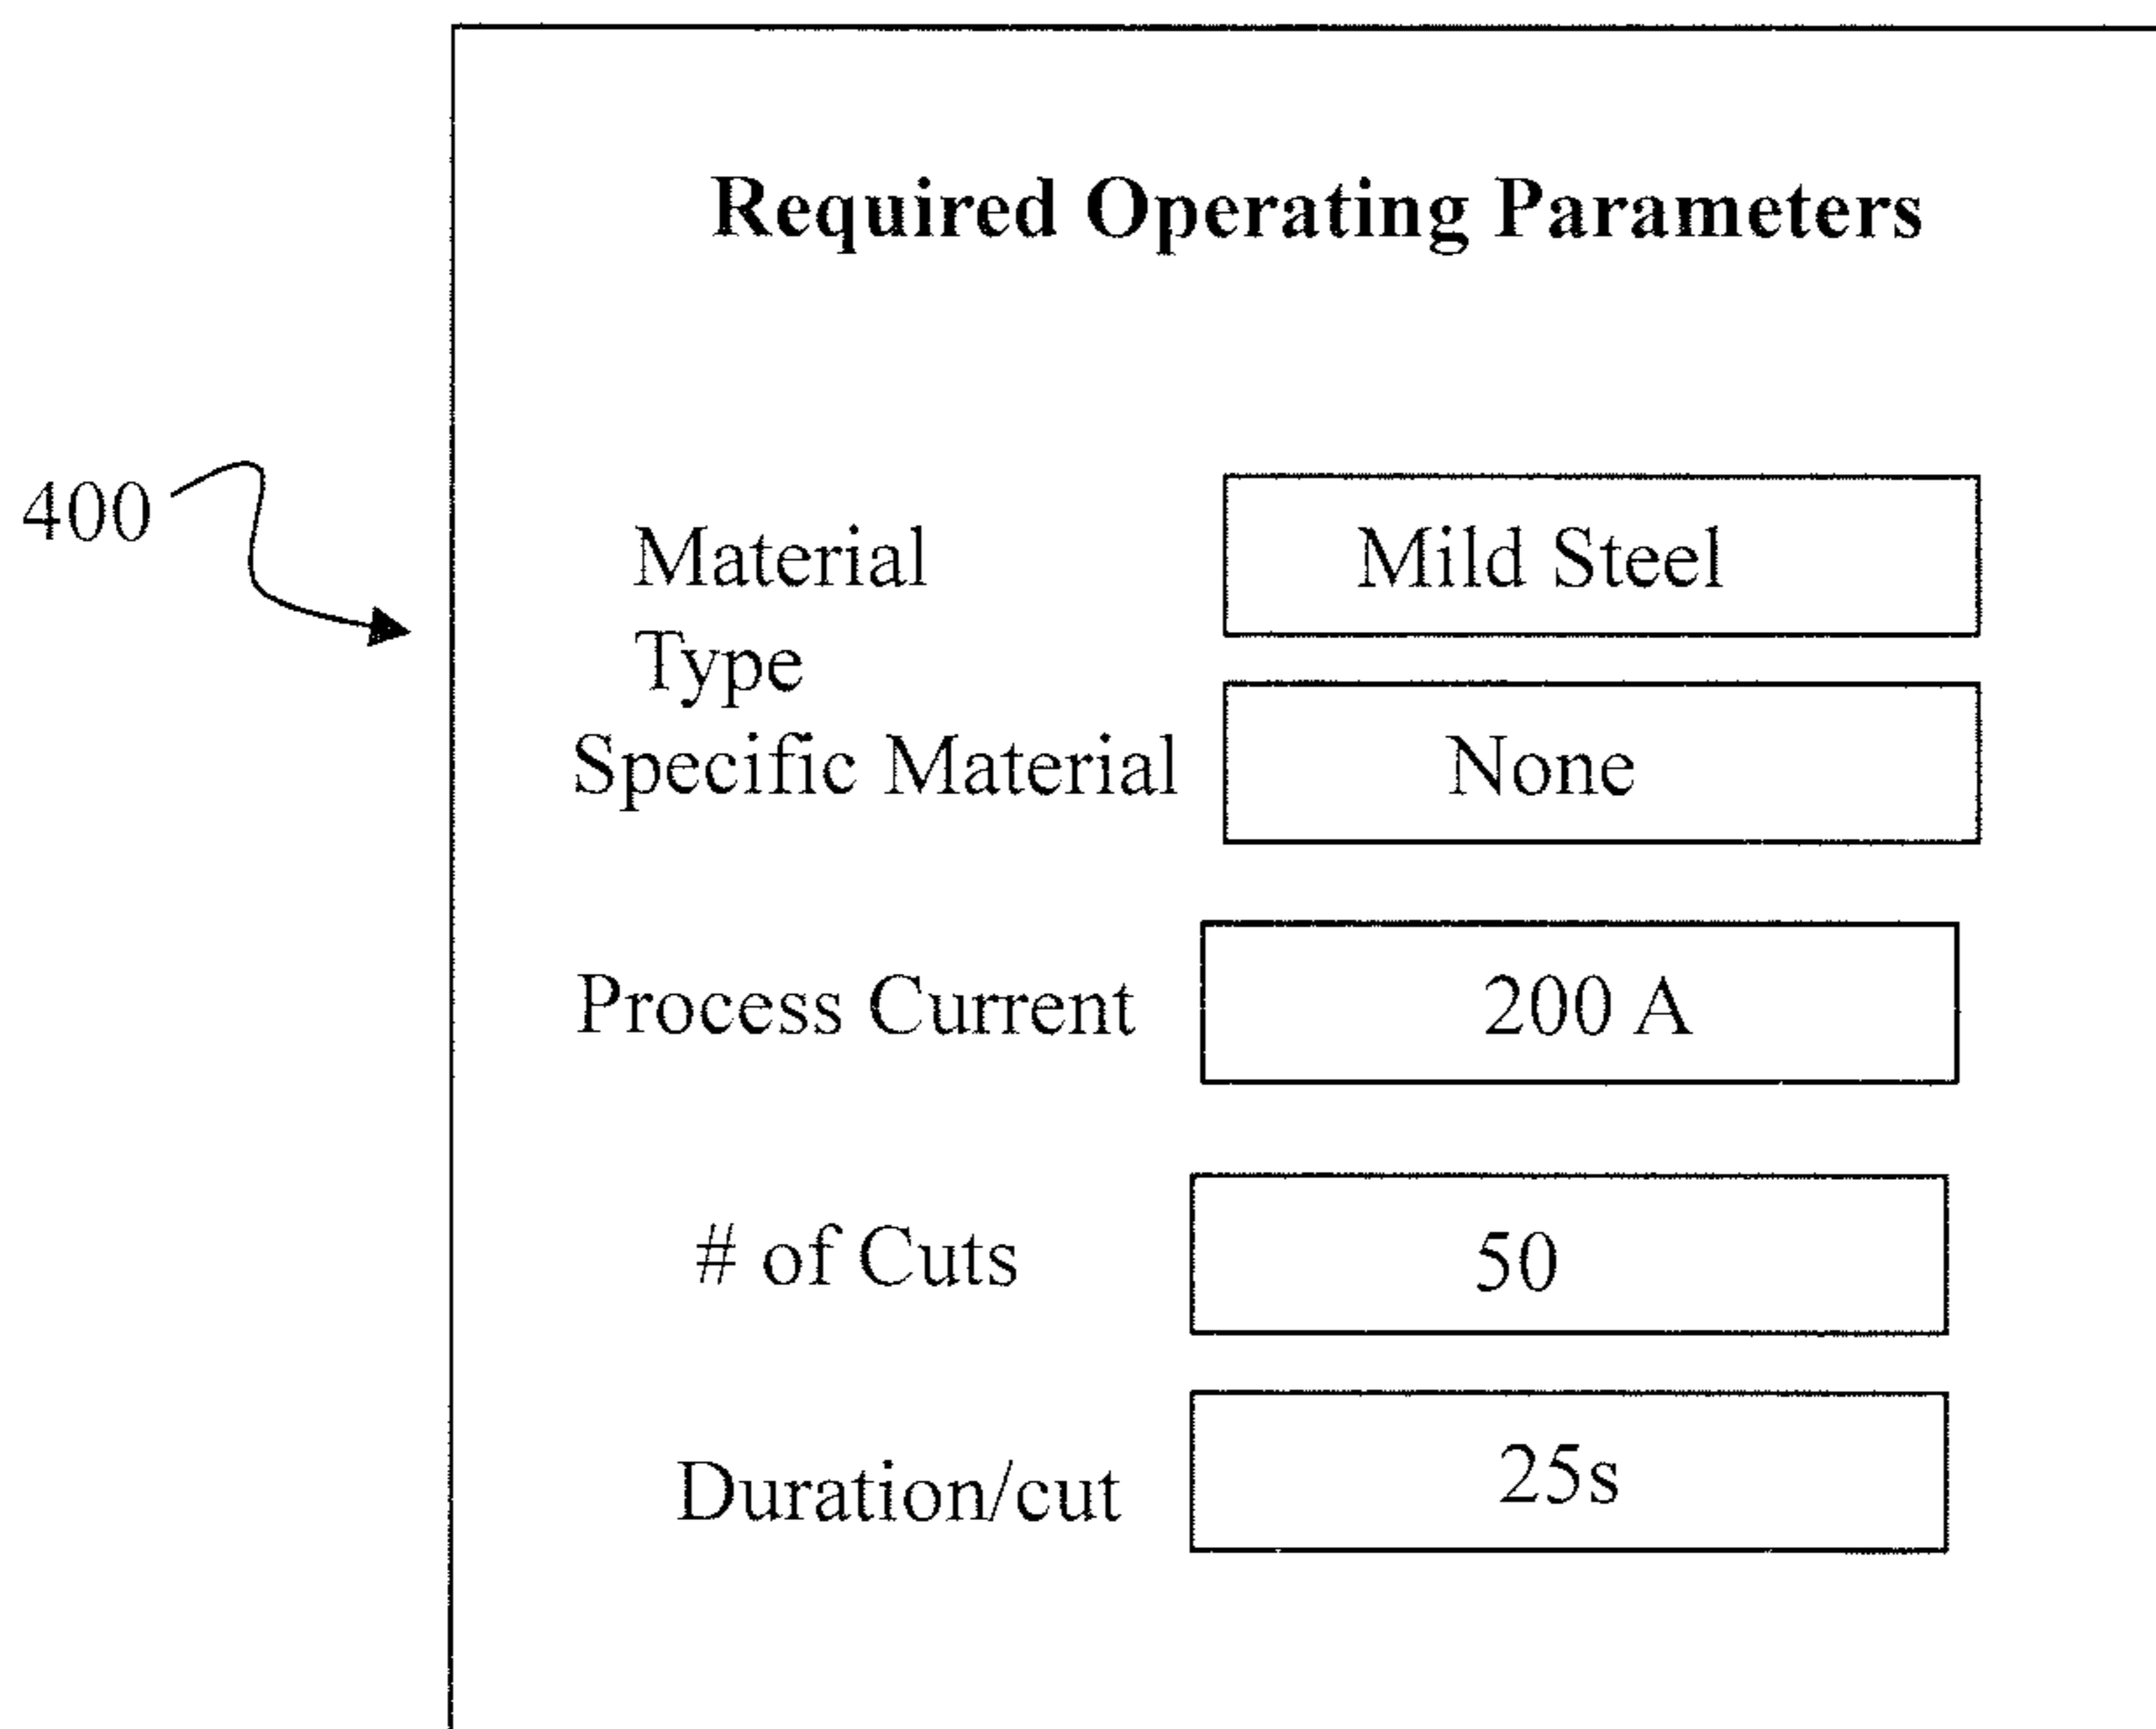 Required Operating Parameters
400
Material
Type
Mild Steel
Specific Material
None
Process Current
200 A
# of Cuts
50
Duration/cut
25s